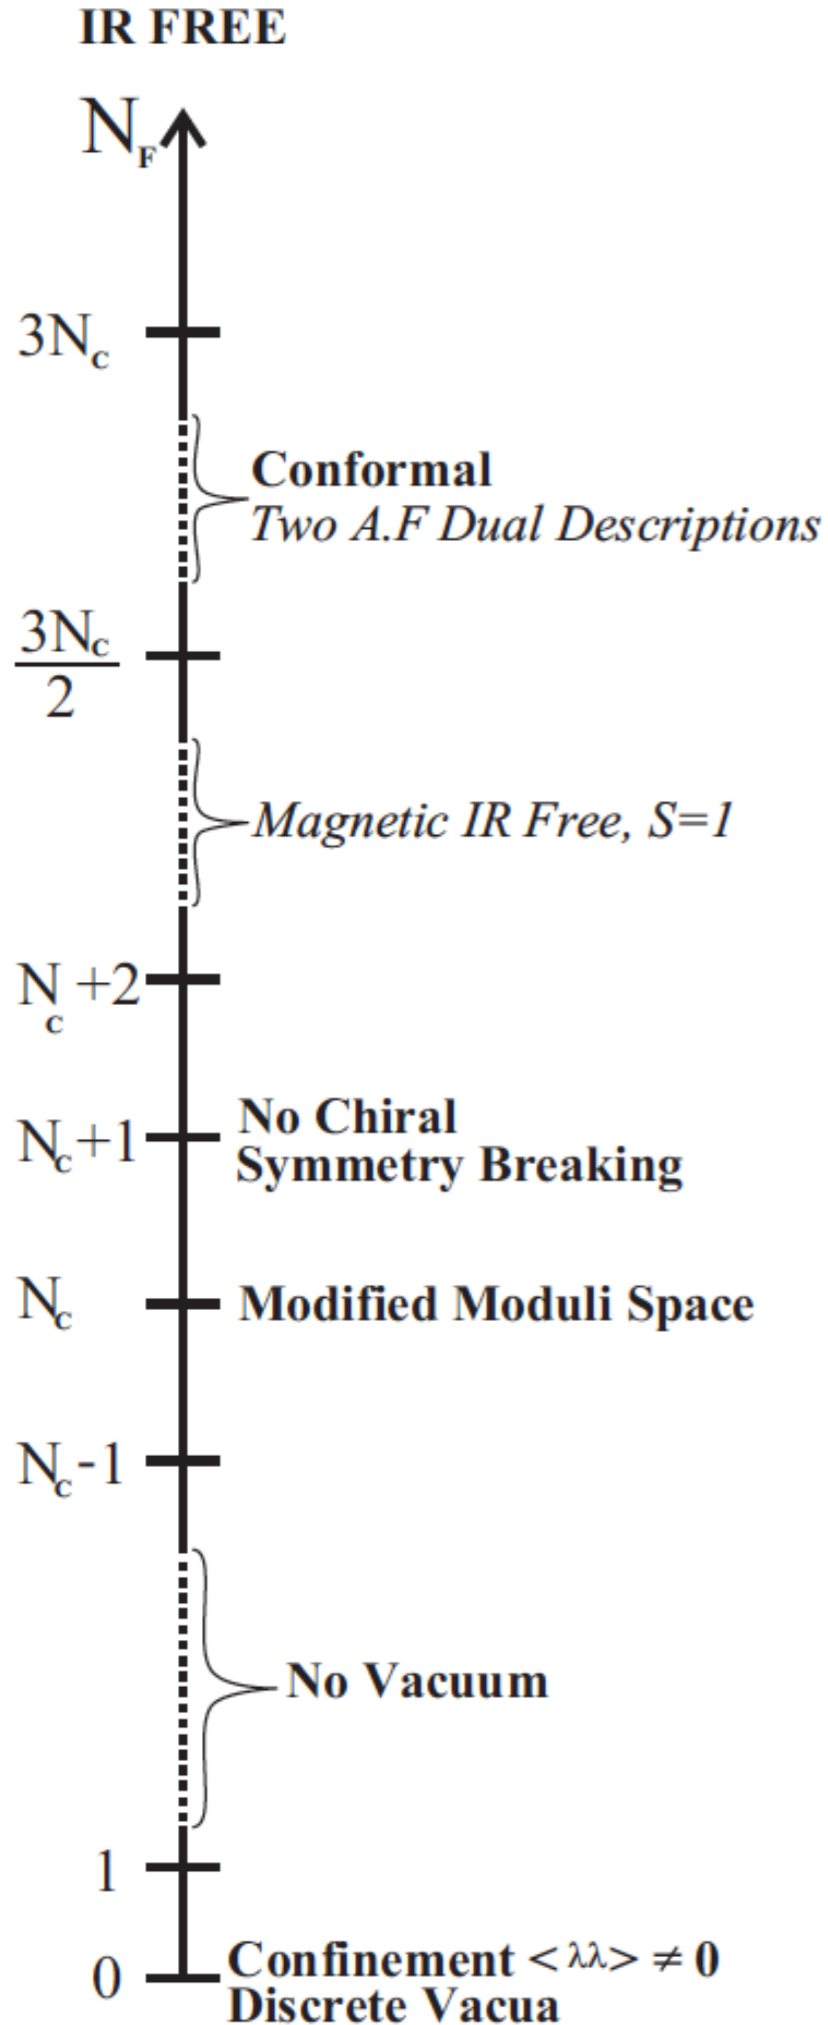 IR FREE
N_F
3N_c
Conformal
Two A.F Dual Descriptions
3N_c
2
Magnetic IR Free, S=1
N_c+2
N_c+1
No Chiral
Symmetry Breaking
N_c
Modified Moduli Space
N_c-1
No Vacuum
1
0
Confinement <λλ> ≠ 0
Discrete Vacua